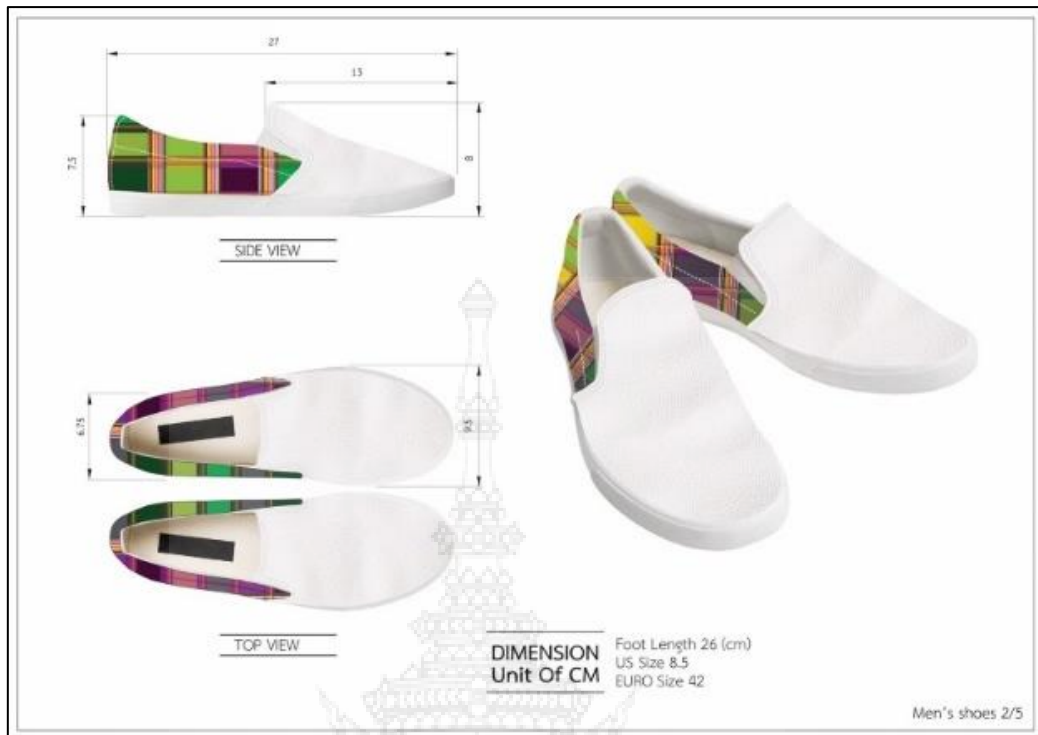 27
13
7.5
8
SIDE VIEW
6.75
9.5
TOP VIEW
DIMENSION
Unit Of CM
Foot Length 26 (cm)
US Size 8.5
EURO Size 42
Men's shoes 2/5